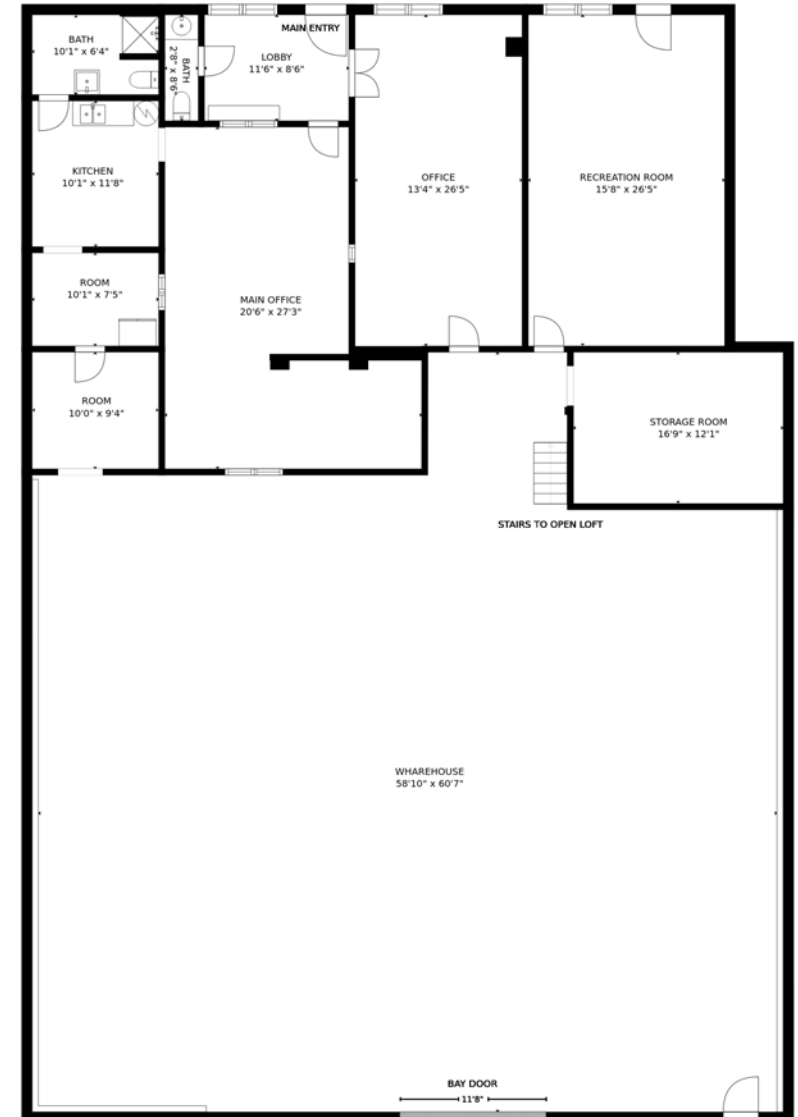 MAIN ENTRY
BATH
10'1" x 6'4"
BATH
2'8" x 8'6"
LOBBY
11'6" x 8'6"
KITCHEN
10'1" x 11'8"
OFFICE
13'4" x 26'5"
RECREATION ROOM
15'8" x 26'5"
ROOM
10'1" x 7'5"
MAIN OFFICE
20'6" x 27'3"
ROOM
10'0" x 9'4"
STORAGE ROOM
16'9" x 12'1"
STAIRS TO OPEN LOFT
WHAREHOUSE
58'10" x 60'7"
BAY DOOR
11'8"